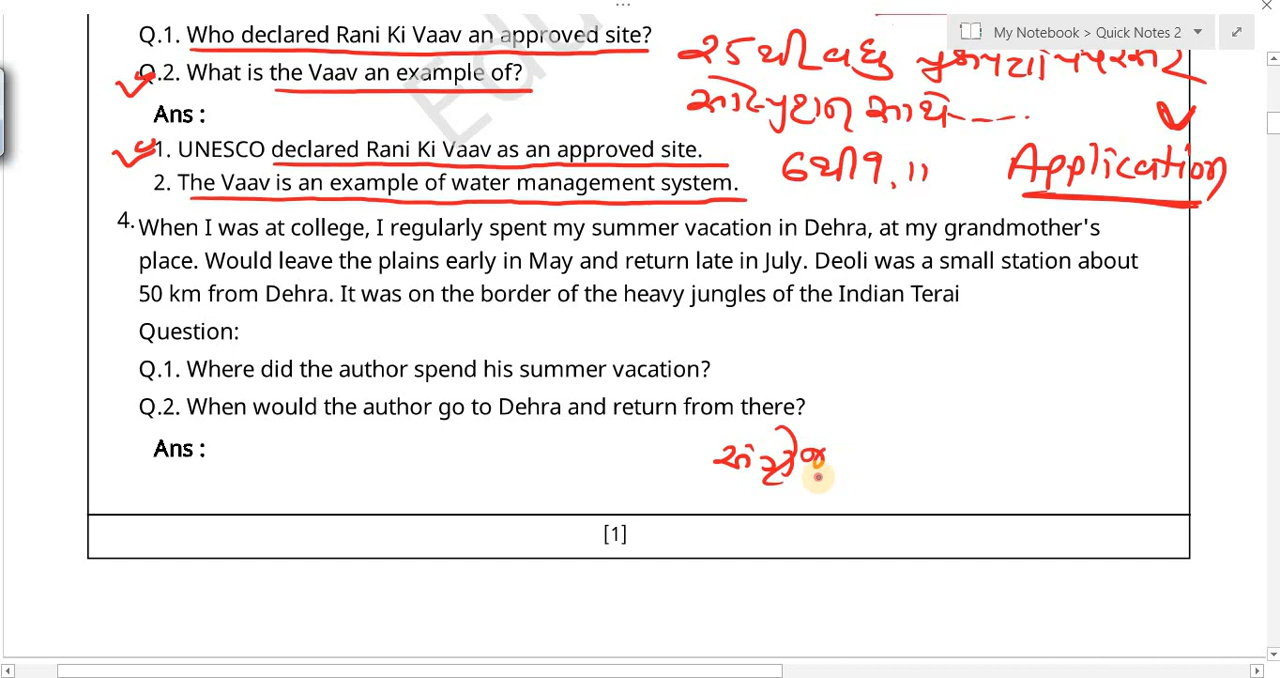 ...
My Notebook > Quick Notes 2
Q.1. Who declared Rani Ki Vaav an approved site?
Q.2. What is the Vaav an example of?
Ans :
1. UNESCO declared Rani Ki Vaav as an approved site.
2. The Vaav is an example of water management system.
૨૬ થી વધુ
સાથે ----
૬ થી ૧,૧૧
Application
4. When I was at college, I regularly spent my summer vacation in Dehra, at my grandmother's
place. Would leave the plains early in May and return late in July. Deoli was a small station about
50 km from Dehra. It was on the border of the heavy jungles of the Indian Terai
Question:
Q.1. Where did the author spend his summer vacation?
Q.2. When would the author go to Dehra and return from there?
Ans :
[1]